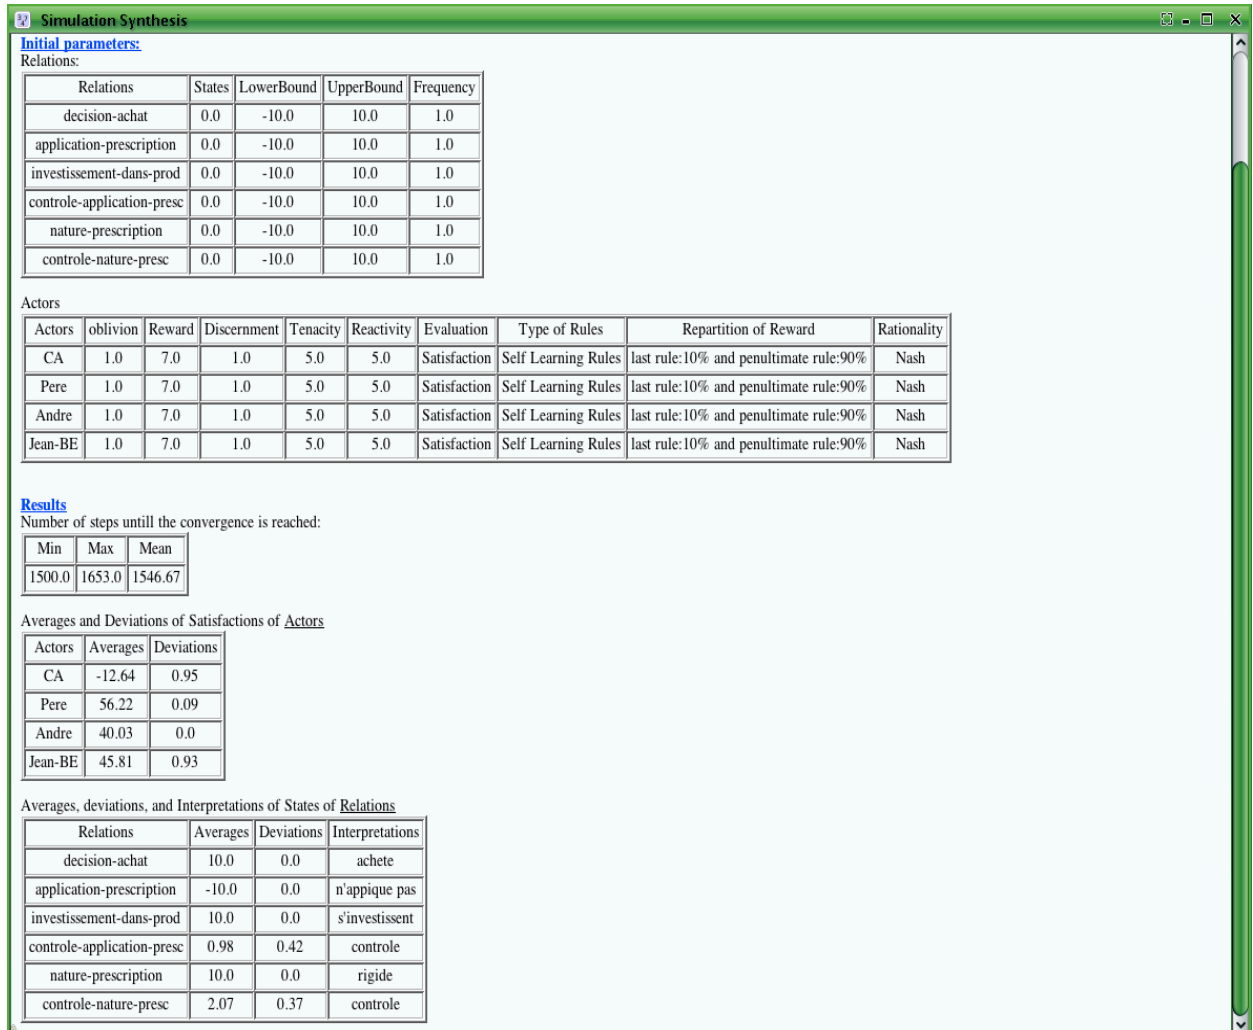 Simulation Synthesis
Initial parameters:
Relations:
Relations States LowerBound UpperBound Frequency
decision-achat 0.0 -10.0 10.0 1.0
application-prescription 0.0 -10.0 10.0 1.0
investissement-dans-prod 0.0 -10.0 10.0 1.0
controle-application-presc 0.0 -10.0 10.0 1.0
nature-prescription 0.0 -10.0 10.0 1.0
controle-nature-presc 0.0 -10.0 10.0 1.0
Actors
Actors oblivion Reward Discernment Tenacity Reactivity Evaluation Type of Rules Repartition of Reward Rationality
CA 1.0 7.0 1.0 5.0 5.0 Satisfaction Self Learning Rules last rule:10% and penultimate rule:90% Nash
Pere 1.0 7.0 1.0 5.0 5.0 Satisfaction Self Learning Rules last rule:10% and penultimate rule:90% Nash
Andre 1.0 7.0 1.0 5.0 5.0 Satisfaction Self Learning Rules last rule:10% and penultimate rule:90% Nash
Jean-BE 1.0 7.0 1.0 5.0 5.0 Satisfaction Self Learning Rules last rule:10% and penultimate rule:90% Nash
Results
Number of steps untill the convergence is reached:
Min Max Mean
1500.0 1653.0 1546.67
Averages and Deviations of Satisfactions of Actors
Actors Averages Deviations
CA -12.64 0.95
Pere 56.22 0.09
Andre 40.03 0.0
Jean-BE 45.81 0.93
Averages, deviations, and Interpretations of States of Relations
Relations Averages Deviations Interpretations
decision-achat 10.0 0.0 achete
application-prescription -10.0 0.0 n'appique pas
investissement-dans-prod 10.0 0.0 s'investissent
controle-application-presc 0.98 0.42 controle
nature-prescription 10.0 0.0 rigide
controle-nature-presc 2.07 0.37 controle